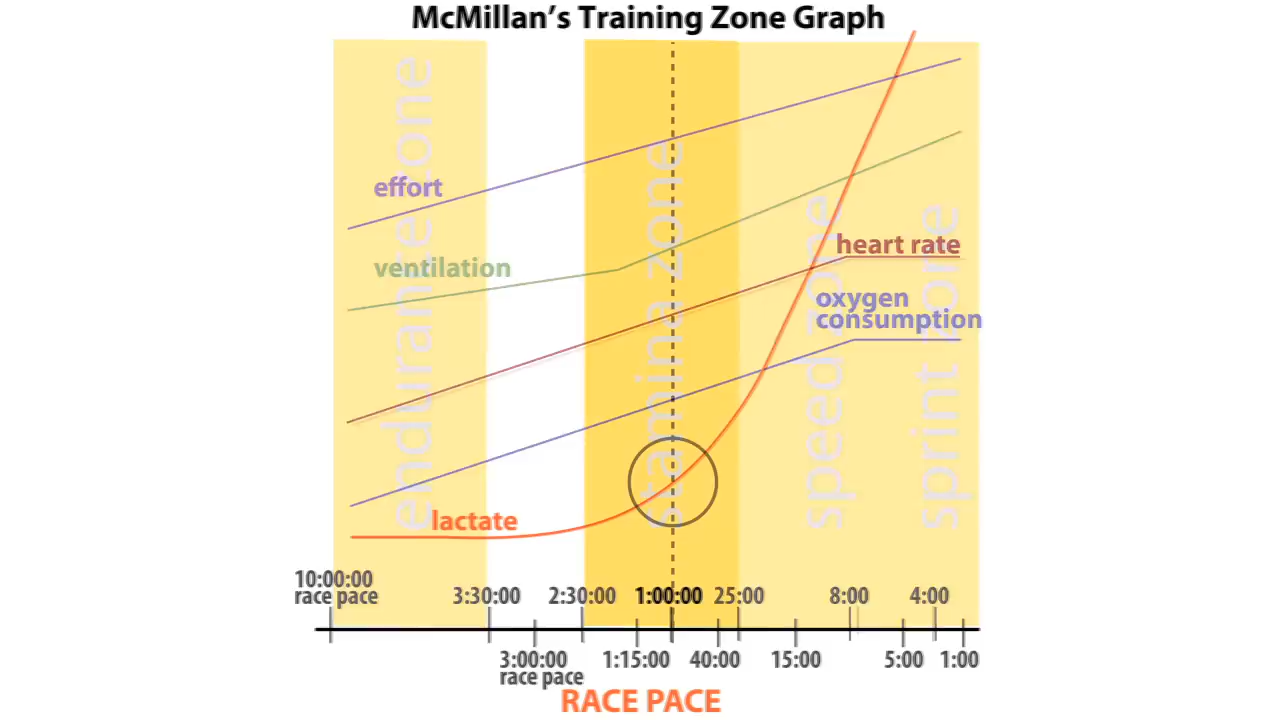 McMillan's Training Zone Graph
endurance zone
stamina zone
speed zone
sprint zone
effort
ventilation
heart rate
oxygen
consumption
lactate
10:00:00
race pace
3:30:00
2:30:00
1:00:00
25:00
8:00
4:00
3:00:00
race pace
1:15:00
40:00
15:00
5:00
1:00
RACE PACE